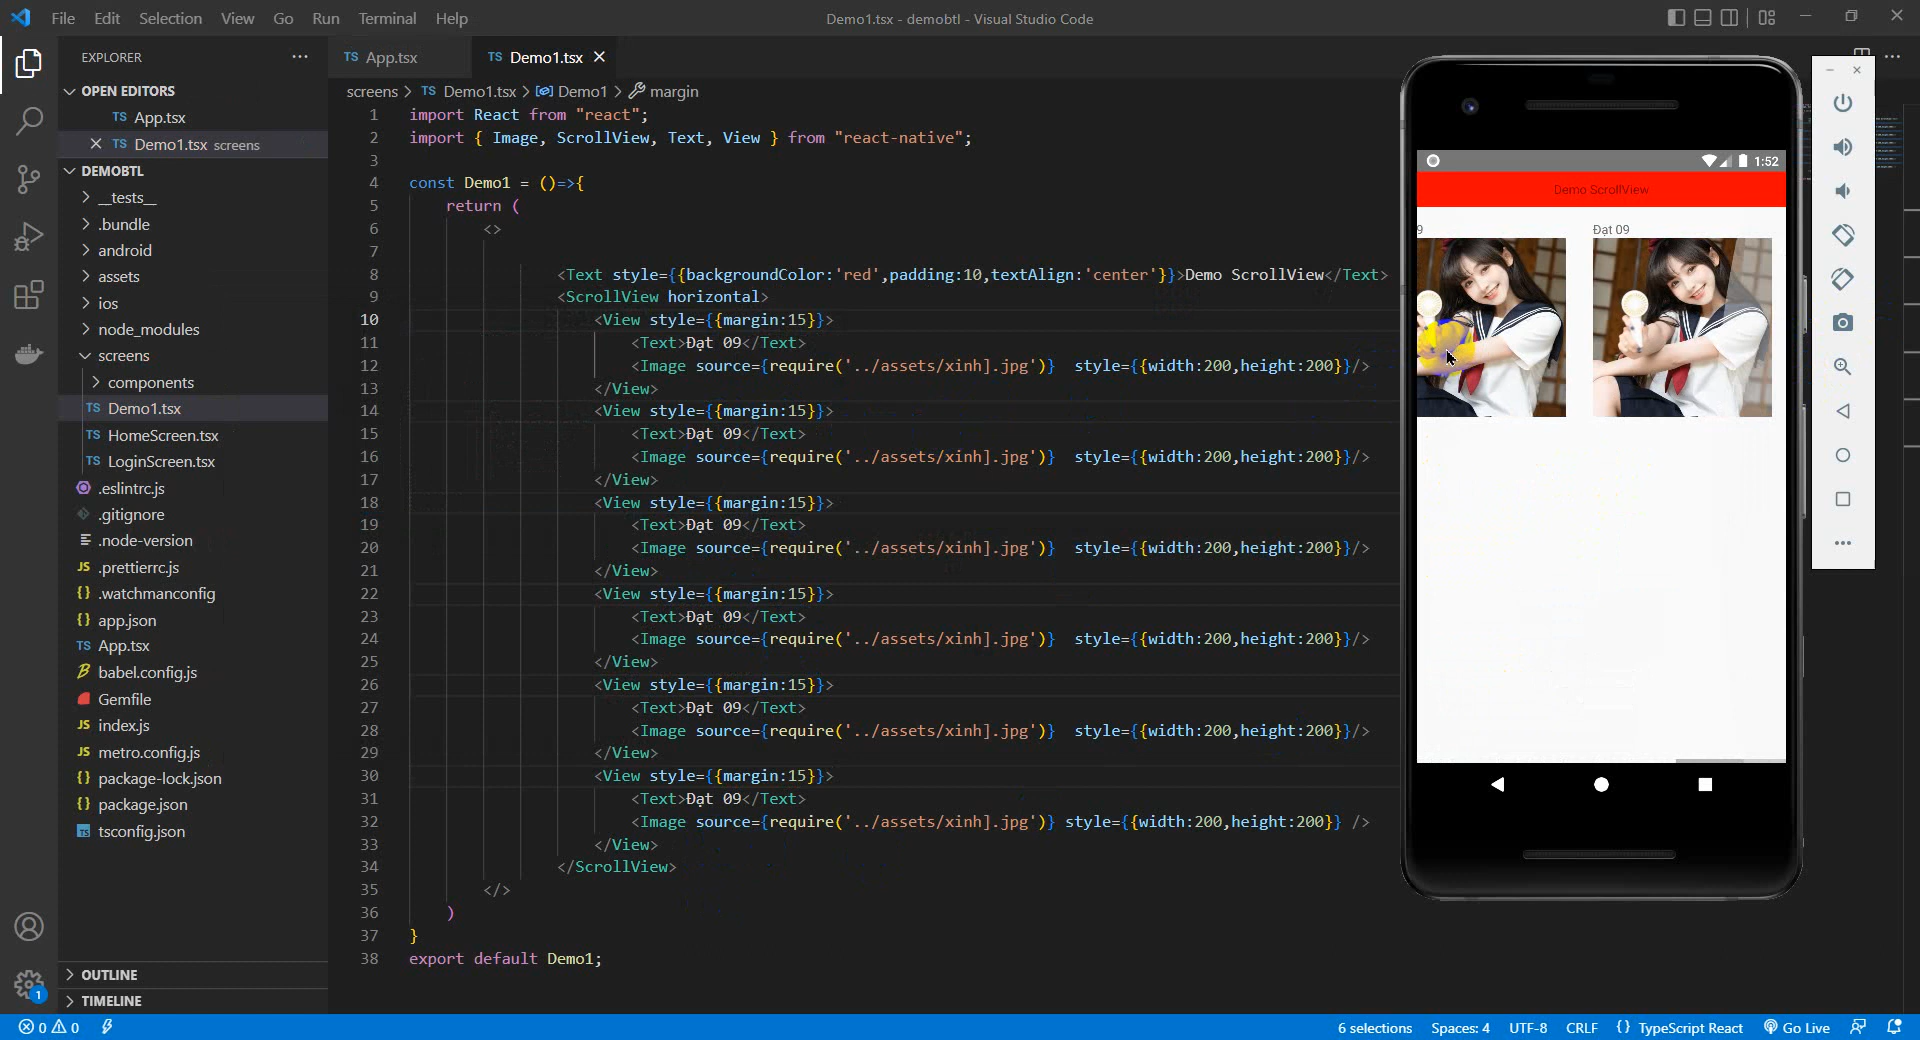 File Edit Selection View Go Run Terminal Help
Demo1.tsx - demobtl - Visual Studio Code
EXPLORER
OPEN EDITORS
TS App.tsx
TS Demo1.tsx screens
DEMOBTL
__tests__
.bundle
android
assets
ios
node_modules
screens
components
TS Demo1.tsx
TS HomeScreen.tsx
TS LoginScreen.tsx
.eslintrc.js
.gitignore
.node-version
JS .prettierrc.js
{} .watchmanconfig
{} app.json
TS App.tsx
babel.config.js
Gemfile
JS index.js
JS metro.config.js
{} package-lock.json
{} package.json
TS tsconfig.json
OUTLINE
TIMELINE
TS App.tsx
TS Demo1.tsx
screens > TS Demo1.tsx > Demo1 > margin
1 import React from "react";
2 import { Image, ScrollView, Text, View } from "react-native";
3
4 const Demo1 = ()=>{
5 return (
6 <>
7
8 <Text style={{backgroundColor:'red',padding:10,textAlign:'center'}}>Demo ScrollView</Text>
9 <ScrollView horizontal>
10 <View style={{margin:15}}>
11 <Text>Đạt 09</Text>
12 <Image source={require('../assets/xinh].jpg')} style={{width:200,height:200}}/>
13 </View>
14 <View style={{margin:15}}>
15 <Text>Đạt 09</Text>
16 <Image source={require('../assets/xinh].jpg')} style={{width:200,height:200}}/>
17 </View>
18 <View style={{margin:15}}>
19 <Text>Đạt 09</Text>
20 <Image source={require('../assets/xinh].jpg')} style={{width:200,height:200}}/>
21 </View>
22 <View style={{margin:15}}>
23 <Text>Đạt 09</Text>
24 <Image source={require('../assets/xinh].jpg')} style={{width:200,height:200}}/>
25 </View>
26 <View style={{margin:15}}>
27 <Text>Đạt 09</Text>
28 <Image source={require('../assets/xinh].jpg')} style={{width:200,height:200}}/>
29 </View>
30 <View style={{margin:15}}>
31 <Text>Đạt 09</Text>
32 <Image source={require('../assets/xinh].jpg')} style={{width:200,height:200}} />
33 </View>
34 </ScrollView>
35 </>
36 )
37 }
38 export default Demo1;
1:52
Demo ScrollView
9 Đạt 09
1
0 0
6 selections Spaces: 4 UTF-8 CRLF {} TypeScript React Go Live